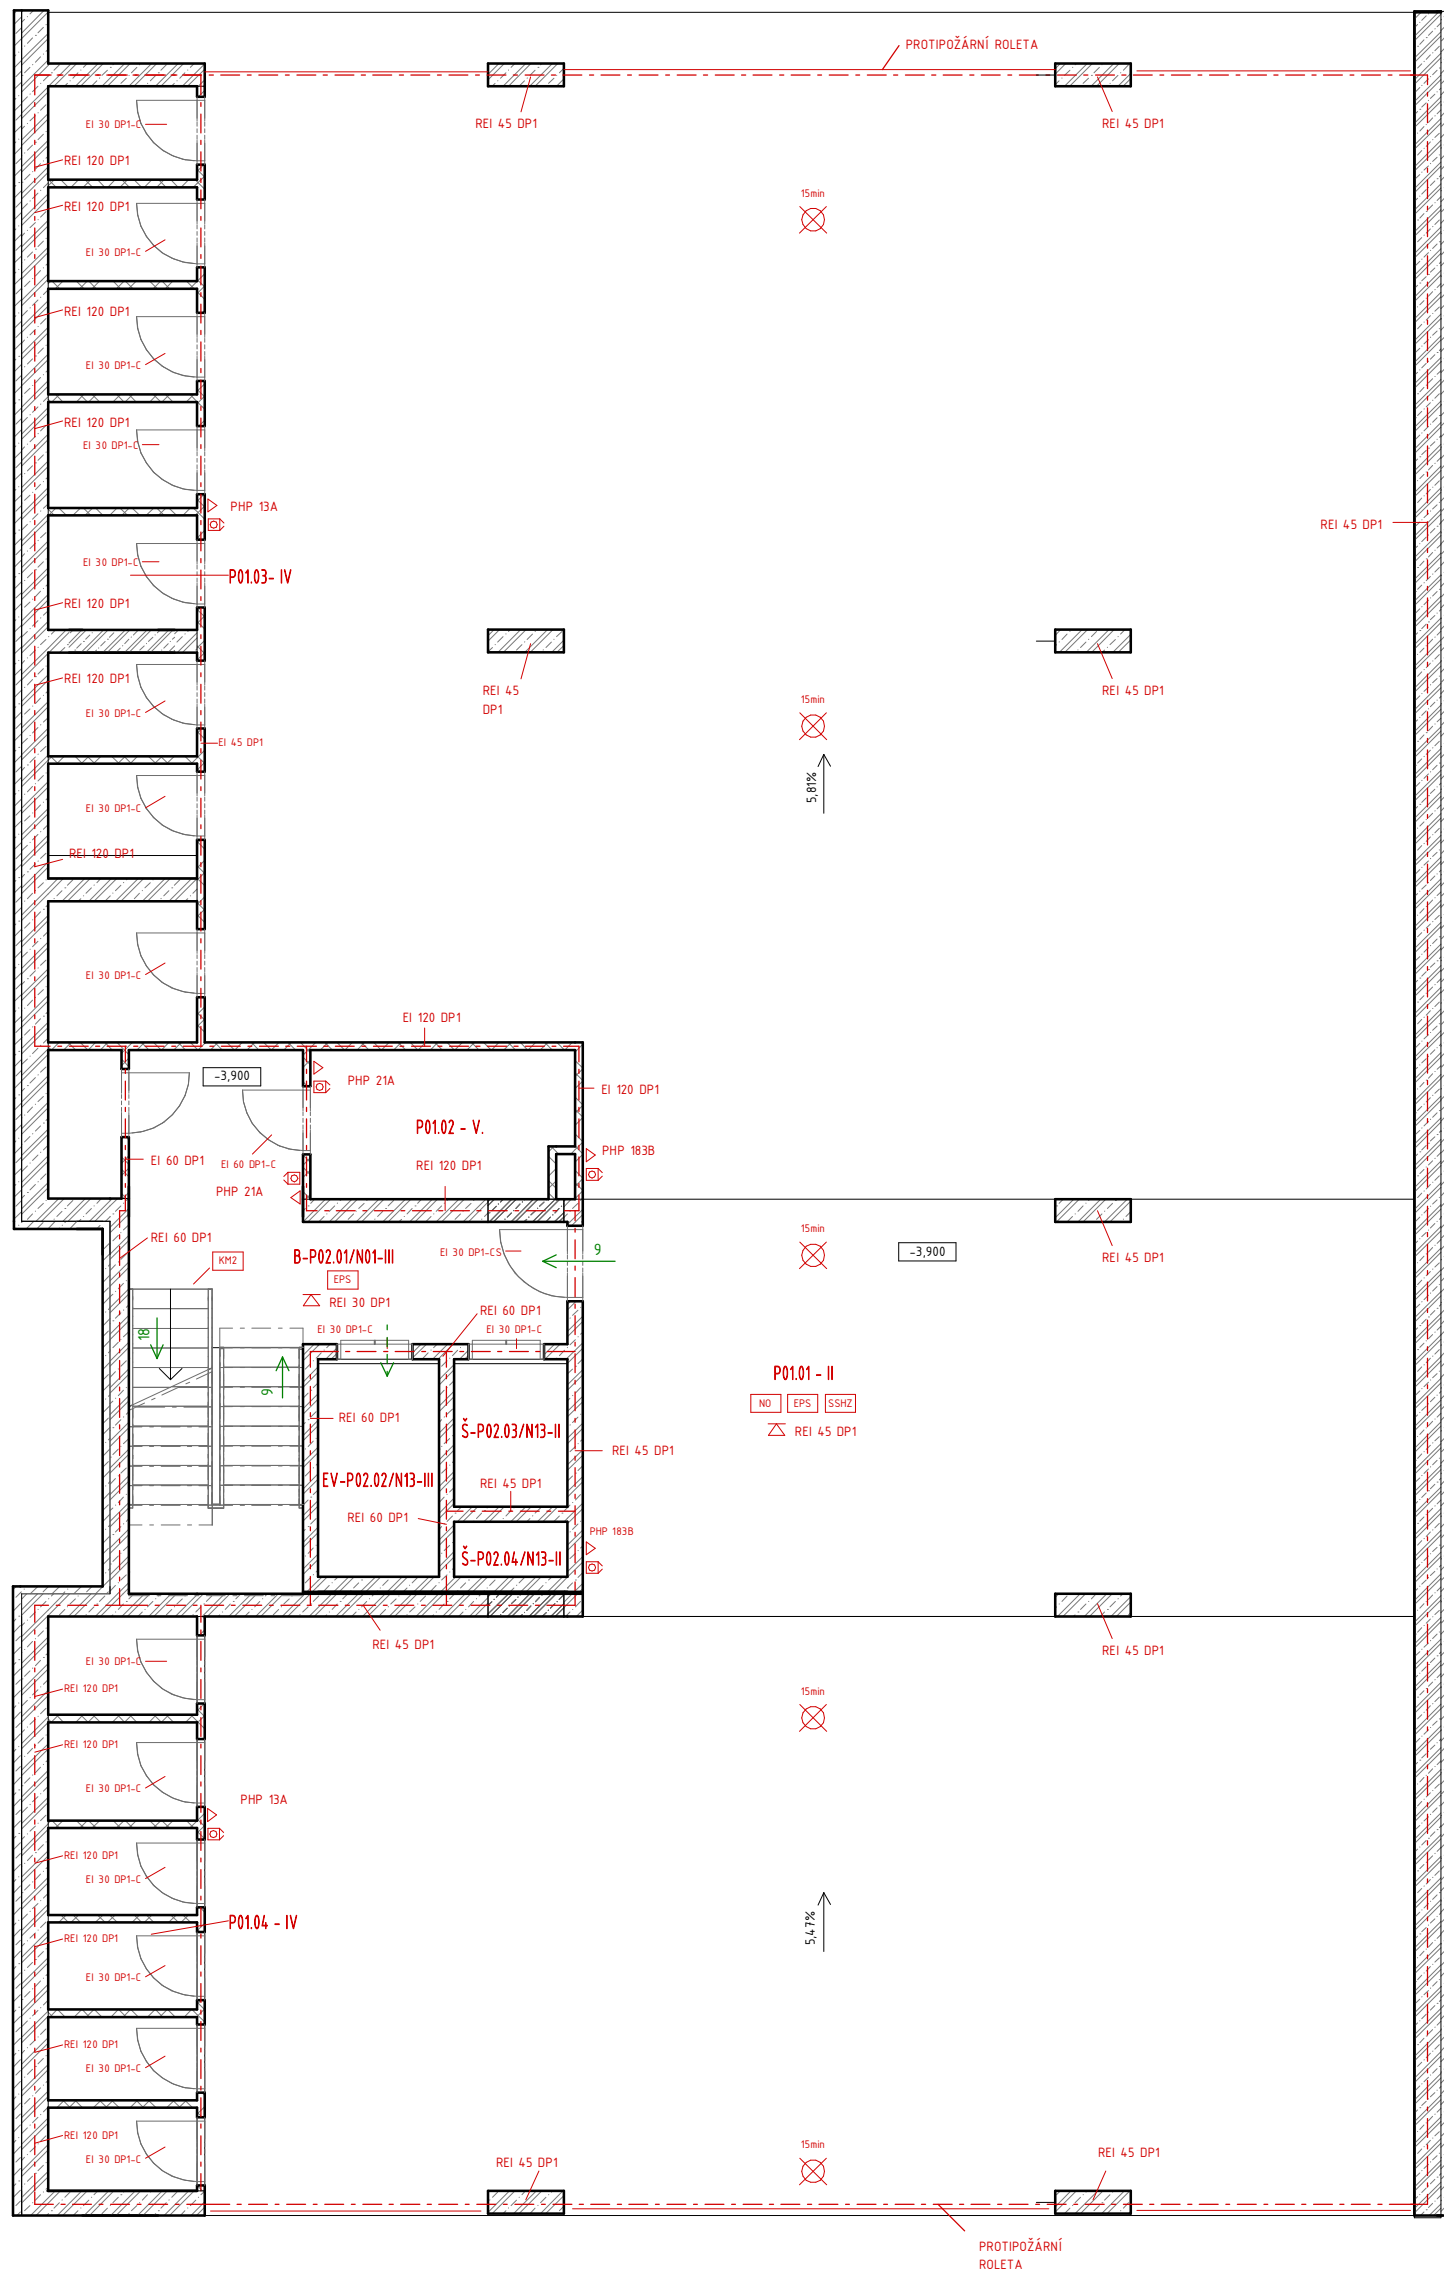 PROTIPOŽÁRNÍ ROLETA
REI 45 DP1
REI 45 DP1
EI 30 DP1-C
REI 120 DP1
15min
REI 120 DP1
EI 30 DP1-C
REI 120 DP1
EI 30 DP1-C
REI 120 DP1
EI 30 DP1-C
PHP 13A
REI 45 DP1
EI 30 DP1-C
P01.03- IV
REI 120 DP1
REI 120 DP1
REI 45
DP1
REI 45 DP1
15min
EI 30 DP1-C
EI 45 DP1
5,81%
EI 30 DP1-C
REI 120 DP1
EI 30 DP1-C
EI 120 DP1
-3,900
PHP 21A
EI 120 DP1
P01.02 - V.
PHP 183B
EI 60 DP1
EI 60 DP1-C
REI 120 DP1
PHP 21A
REI 60 DP1
15min
KM2
B-P02.01/N01-III
EI 30 DP1-CS
9
-3,900
REI 45 DP1
EPS
REI 30 DP1
REI 60 DP1
18
EI 30 DP1-C
EI 30 DP1-C
P01.01 - II
9
NO
EPS
SSHZ
REI 60 DP1
Š-P02.03/N13-II
REI 45 DP1
REI 45 DP1
EV-P02.02/N13-III
REI 45 DP1
REI 60 DP1
PHP 183B
Š-P02.04/N13-II
REI 45 DP1
REI 45 DP1
EI 30 DP1-C
REI 120 DP1
15min
REI 120 DP1
EI 30 DP1-C
PHP 13A
REI 120 DP1
EI 30 DP1-C
P01.04 - IV
REI 120 DP1
5,47%
EI 30 DP1-C
REI 120 DP1
EI 30 DP1-C
REI 120 DP1
EI 30 DP1-C
REI 45 DP1
15min
REI 45 DP1
PROTIPOŽÁRNÍ
ROLETA